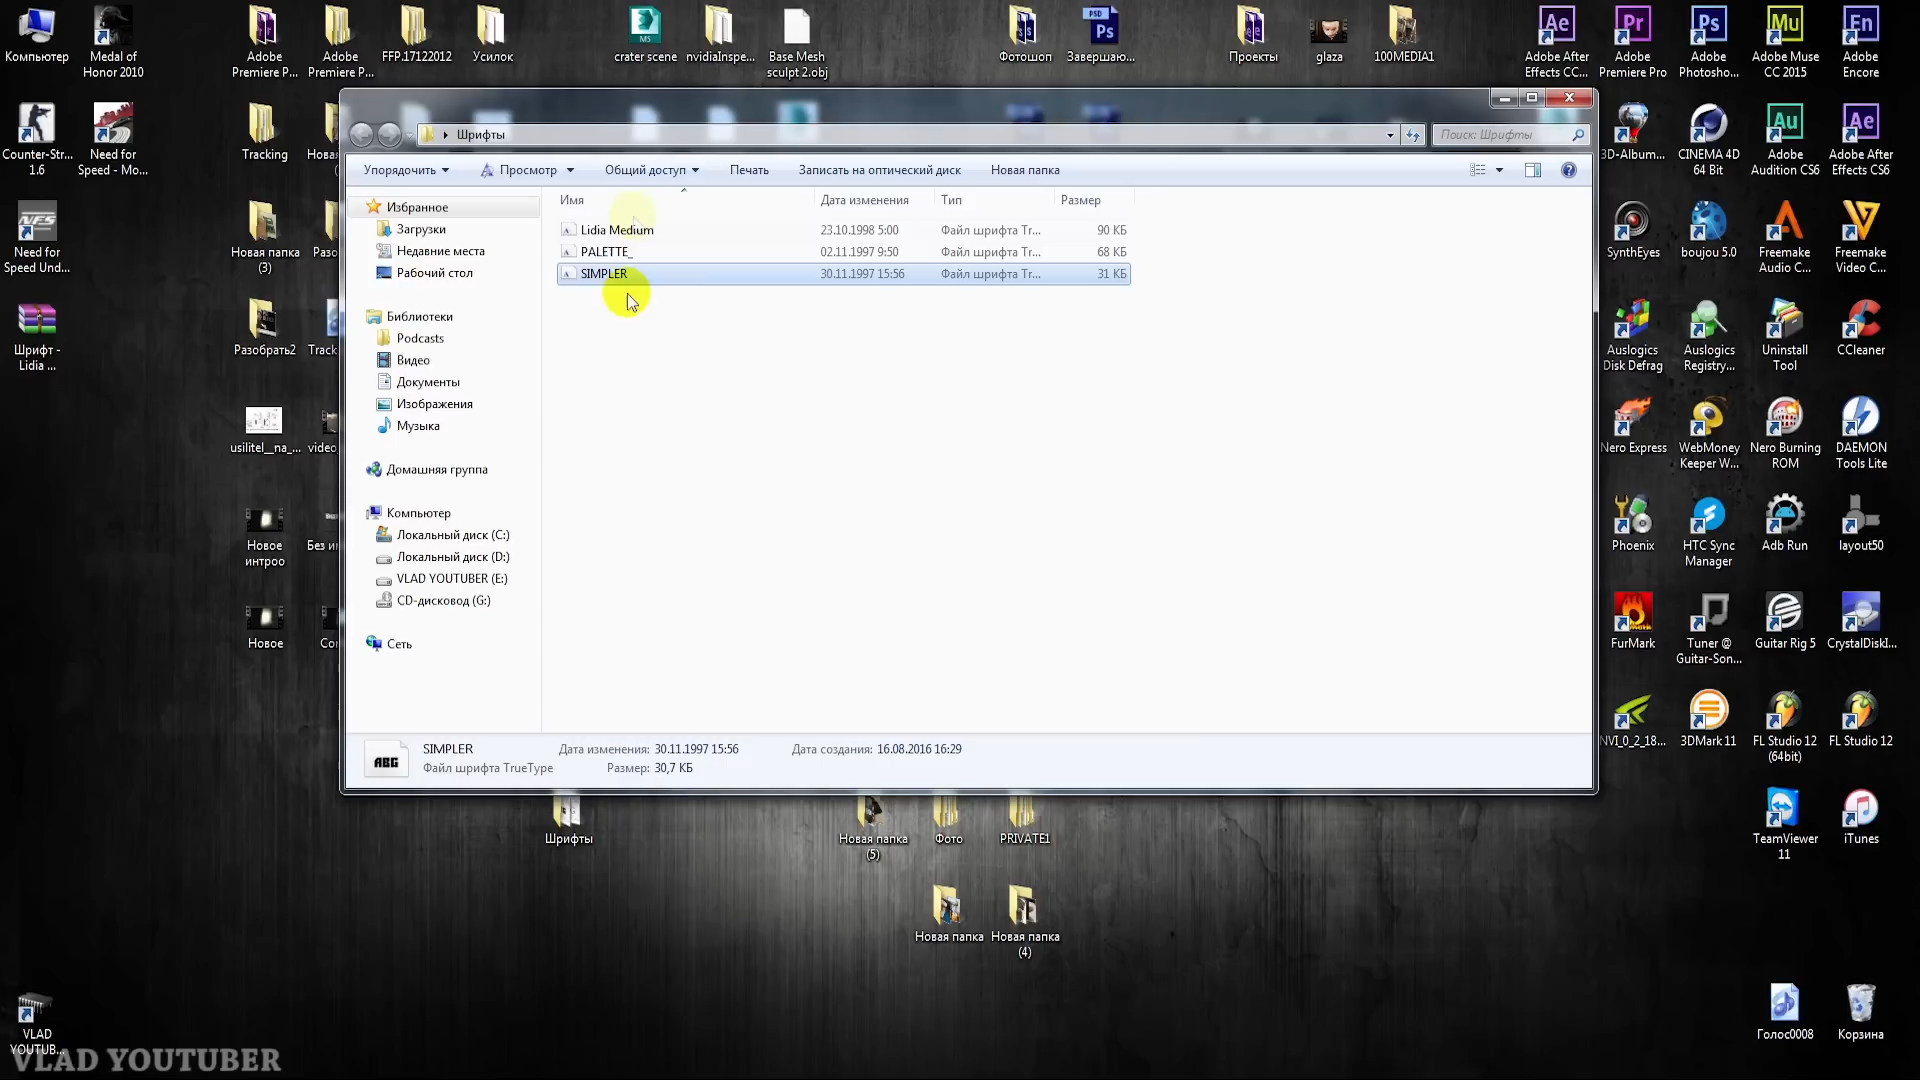 Компьютер
Medal of
Honor 2010
Adobe
Premiere P...
Adobe
Premiere P...
FFP.17122012
Усилок
crater scene
nvidiaInspe...
Base Mesh
sculpt 2.obj
Фотошоп
Завершаю...
Проекты
glaza
100MEDIA1
Adobe After
Effects CC...
Adobe
Premiere Pro
Adobe
Photosho...
Adobe Muse
CC 2015
Adobe
Encore
Counter-Str...
1.6
Need for
Speed - Mo...
Tracking
3D-Album...
CINEMA 4D
64 Bit
Adobe
Audition CS6
Adobe After
Effects CS6
Need for
Speed Und...
Новая папка
(3)
SynthEyes
boujou 5.0
Freemake
Audio C...
Freemake
Video C...
Шрифт -
Lidia ...
Разобрать2
Auslogics
Disk Defrag
Auslogics
Registry...
Uninstall
Tool
CCleaner
usilitel__na_...
Nero Express
WebMoney
Keeper W...
Nero Burning
ROM
DAEMON
Tools Lite
Новое
интроо
Phoenix
HTC Sync
Manager
Adb Run
layout50
Новое
FurMark
Tuner @
Guitar-Son...
Guitar Rig 5
CrystalDiskI...
NVI_0_2_18...
3DMark 11
FL Studio 12
(64bit)
FL Studio 12
Шрифты
Поиск: Шрифты
Упорядочить
Просмотр
Общий доступ
Печать
Записать на оптический диск
Новая папка
Имя
Дата изменения
Тип
Размер
Lidia Medium 23.10.1998 5:00 Файл шрифта Tr... 90 КБ
PALETTE_ 02.11.1997 9:50 Файл шрифта Tr... 68 КБ
SIMPLER 30.11.1997 15:56 Файл шрифта Tr... 31 КБ
Избранное
Загрузки
Недавние места
Рабочий стол
Библиотеки
Podcasts
Видео
Документы
Изображения
Музыка
Домашняя группа
Компьютер
Локальный диск (C:)
Локальный диск (D:)
VLAD YOUTUBER (E:)
CD-дисковод (G:)
Сеть
ABG
SIMPLER Дата изменения: 30.11.1997 15:56 Дата создания: 16.08.2016 16:29
Файл шрифта TrueType Размер: 30,7 КБ
Шрифты
Новая папка
(5)
Фото
PRIVATE1
TeamViewer
11
iTunes
Новая папка
Новая папка
(4)
VLAD
YOUTUB...
Голос0008
Корзина
VLAD YOUTUBER